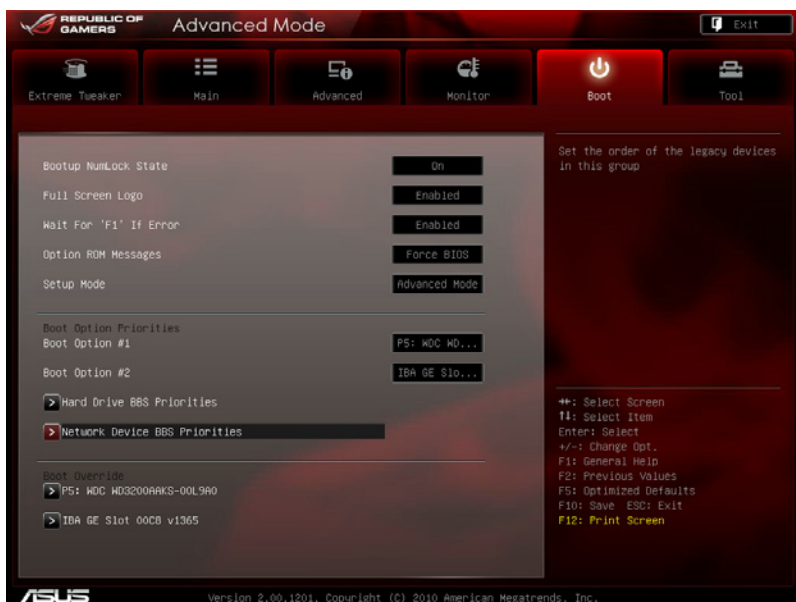 REPUBLIC OF
GAMERS
Advanced Mode
Exit
Extreme Tweaker
Main
Advanced
Monitor
Boot
Tool
Bootup NumLock State
On
Full Screen Logo
Enabled
Wait For 'F1' If Error
Enabled
Option ROM Messages
Force BIOS
Setup Mode
Advanced Mode
Boot Option Priorities
Boot Option #1
P5: WDC WD...
Boot Option #2
IBA GE Slo...
> Hard Drive BBS Priorities
> Network Device BBS Priorities
Boot Override
> P5: WDC WD3200AAKS-00L9A0
> IBA GE Slot 00C8 v1365
Set the order of the legacy devices
in this group
→←: Select Screen
↑↓: Select Item
Enter: Select
+/-: Change Opt.
F1: General Help
F2: Previous Values
F5: Optimized Defaults
F10: Save ESC: Exit
F12: Print Screen
ASUS
Version 2.00.1201. Copyright (C) 2010 American Megatrends, Inc.